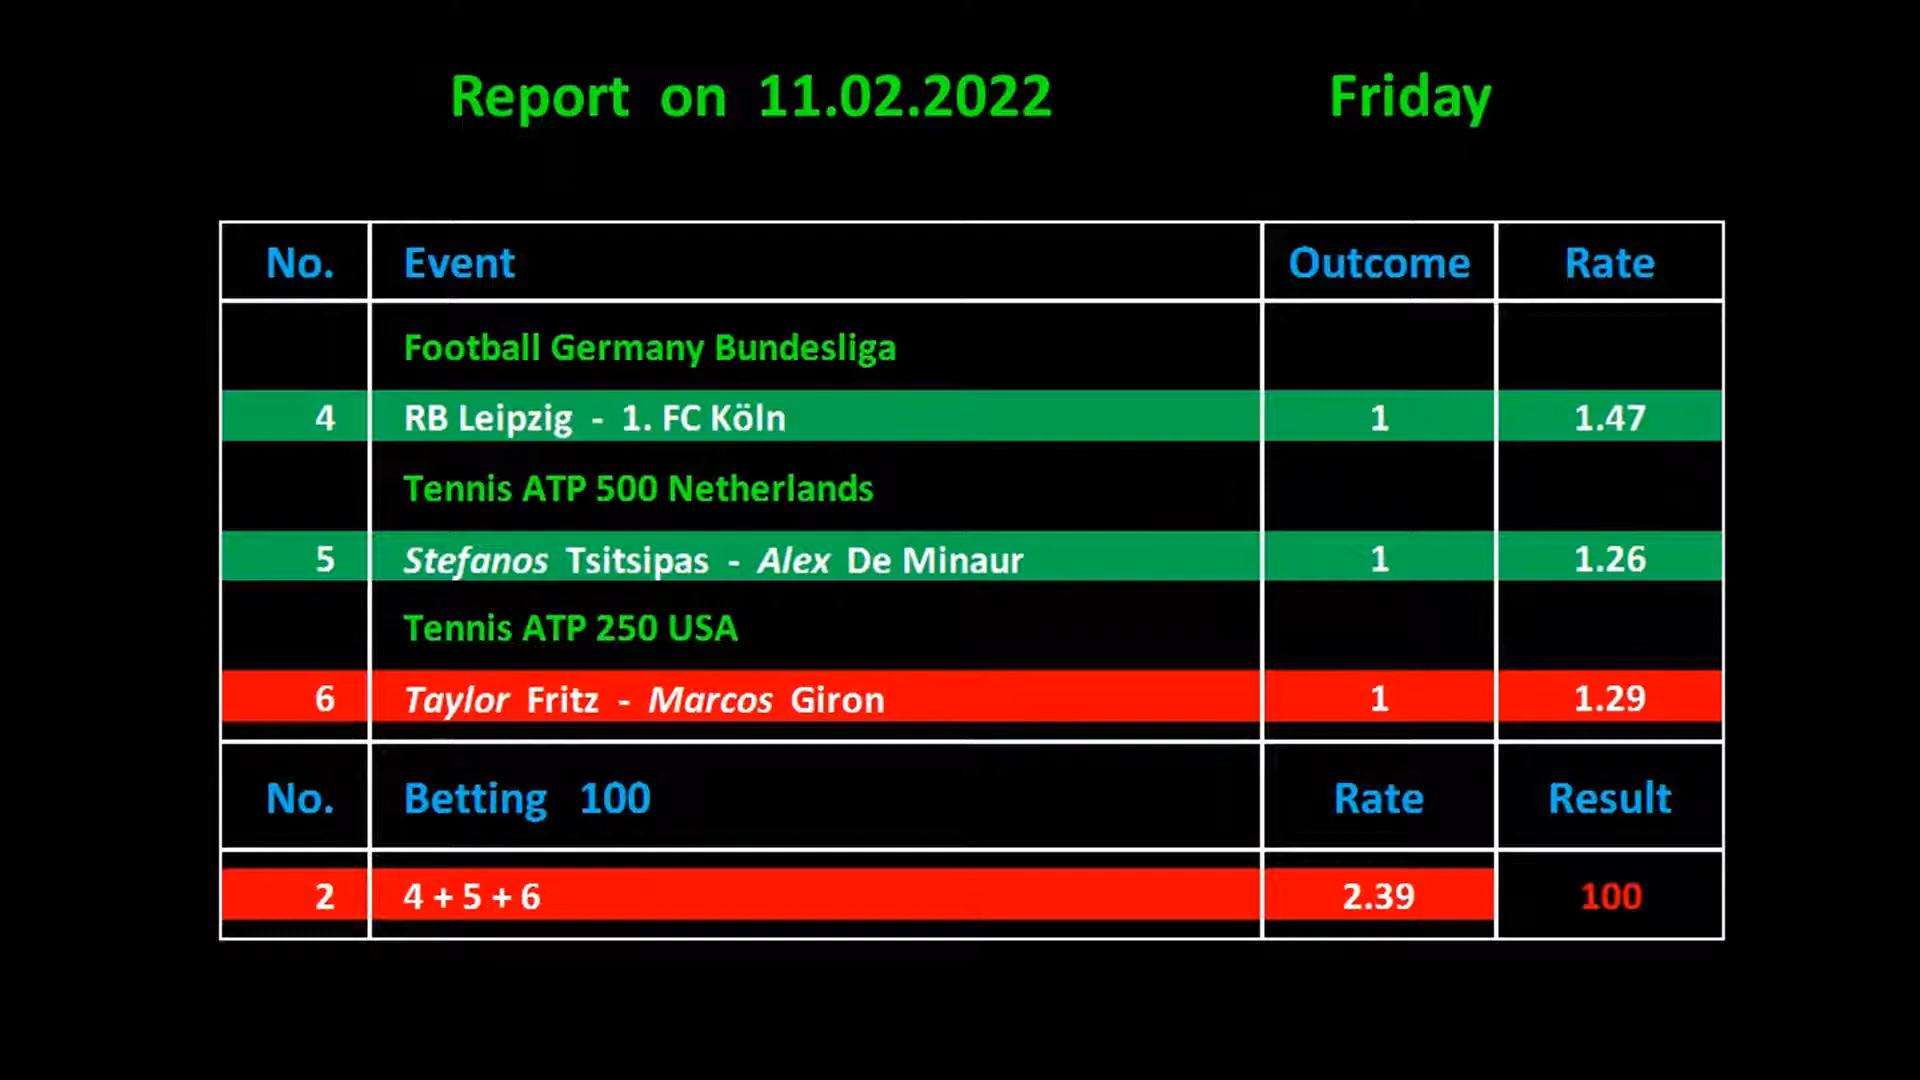 Report on 11.02.2022 Friday
No. Event Outcome Rate
Football Germany Bundesliga
4 RB Leipzig - 1. FC Köln 1 1.47
Tennis ATP 500 Netherlands
5 Stefanos Tsitsipas - Alex De Minaur 1 1.26
Tennis ATP 250 USA
6 Taylor Fritz - Marcos Giron 1 1.29
No. Betting 100 Rate Result
2 4 + 5 + 6 2.39 100